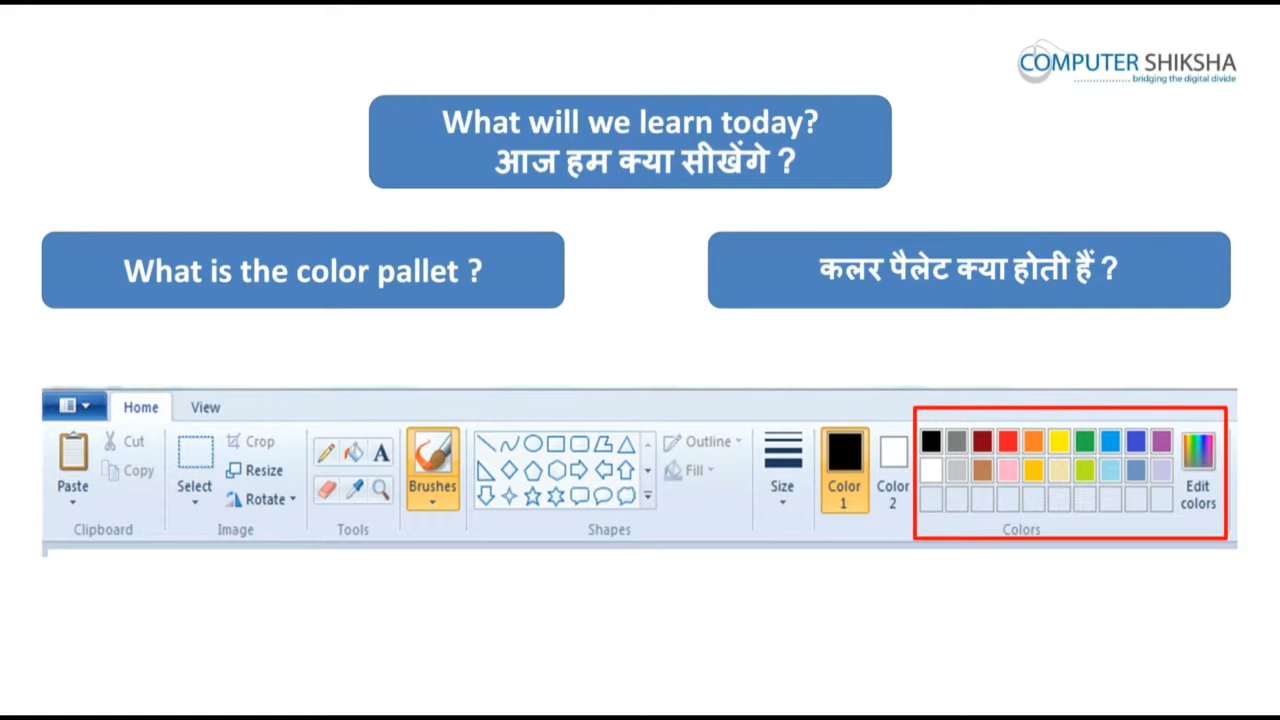 COMPUTER SHIKSHA
bridging the digital divide
What will we learn today?
आज हम क्या सीखेंगे ?
What is the color pallet ?
कलर पैलेट क्या होती हैं ?
Home View
Cut
Copy
Paste
Clipboard
Select
Crop
Resize
Rotate
Image
A
Tools
Brushes
Shapes
Outline
Fill
Size
Color 1
Color 2
Edit colors
Colors